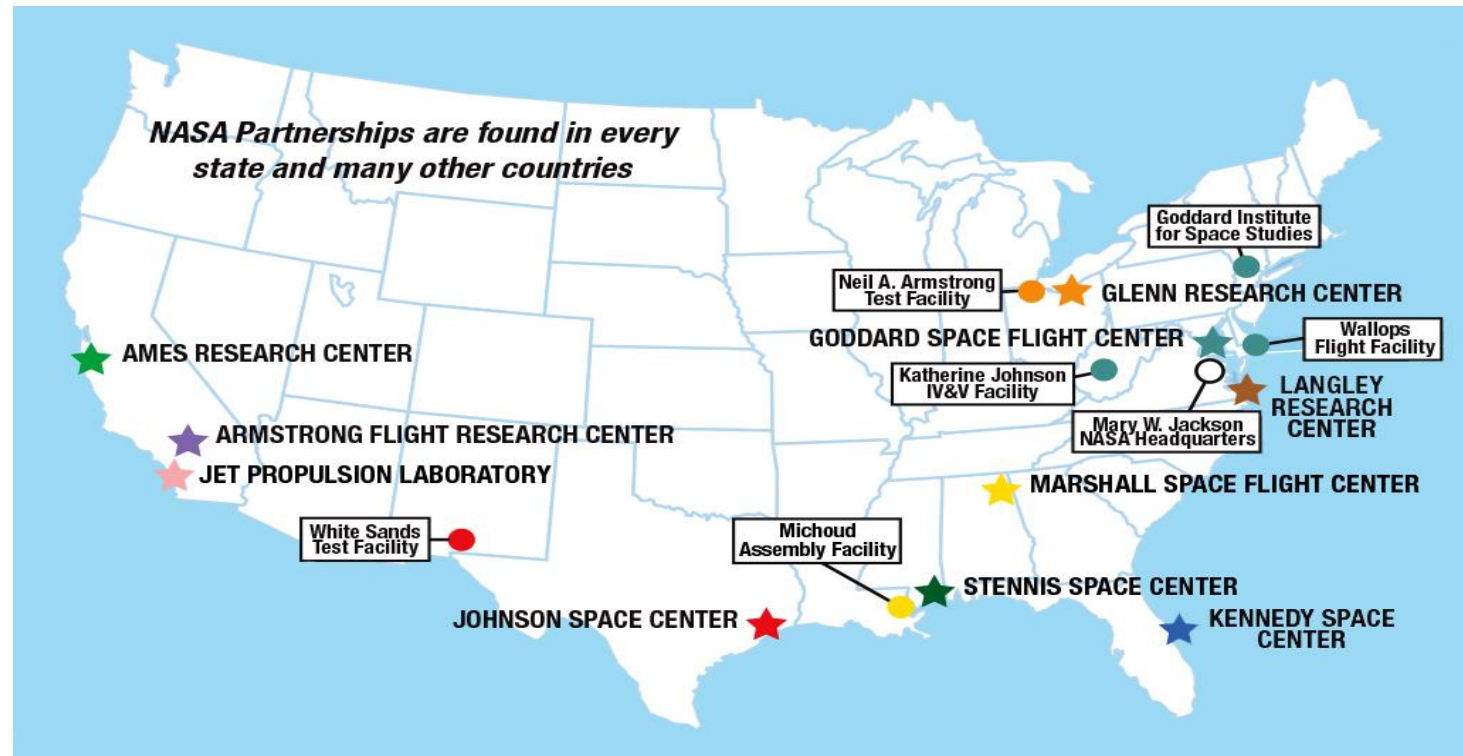 NASA Partnerships are found in every
state and many other countries
Goddard Institute
for Space Studies
Neil A. Armstrong
Test Facility
GLENN RESEARCH CENTER
GODDARD SPACE FLIGHT CENTER
Wallops
Flight Facility
AMES RESEARCH CENTER
Katherine Johnson
IV&V Facility
LANGLEY
RESEARCH
CENTER
Mary W. Jackson
NASA Headquarters
ARMSTRONG FLIGHT RESEARCH CENTER
JET PROPULSION LABORATORY
MARSHALL SPACE FLIGHT CENTER
White Sands
Test Facility
Michoud
Assembly Facility
STENNIS SPACE CENTER
JOHNSON SPACE CENTER
KENNEDY SPACE
CENTER